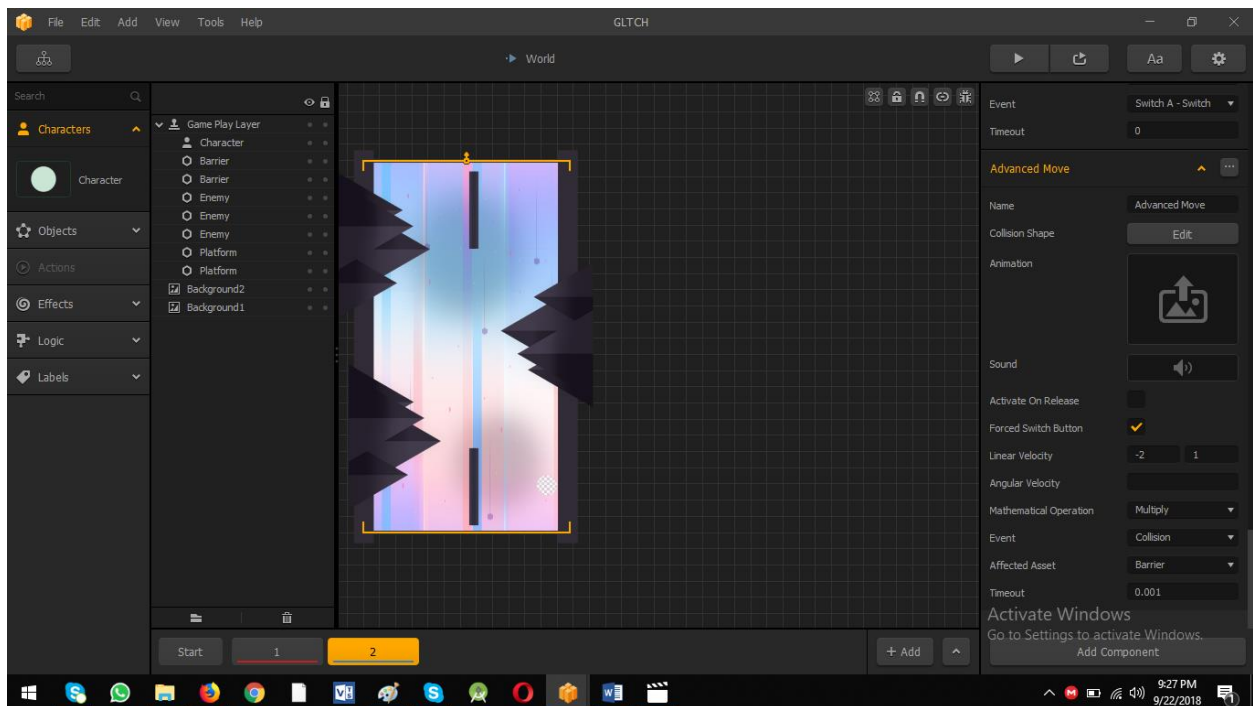 File Edit Add View Tools Help
GLTCH
World
Aa
Search
Characters
Character
Objects
Actions
Effects
Logic
Labels
Game Play Layer
Character
Barrier
Barrier
Enemy
Enemy
Enemy
Platform
Platform
Background2
Background1
Start 1 2
+ Add
Event Switch A - Switch
Timeout 0
Advanced Move
Name Advanced Move
Collision Shape Edit
Animation
Sound
Activate On Release
Forced Switch Button
Linear Velocity -2 1
Angular Velocity
Mathematical Operation Multiply
Event Collision
Affected Asset Barrier
Timeout 0.001
Activate Windows
Go to Settings to activate Windows.
Add Component
9:27 PM
9/22/2018